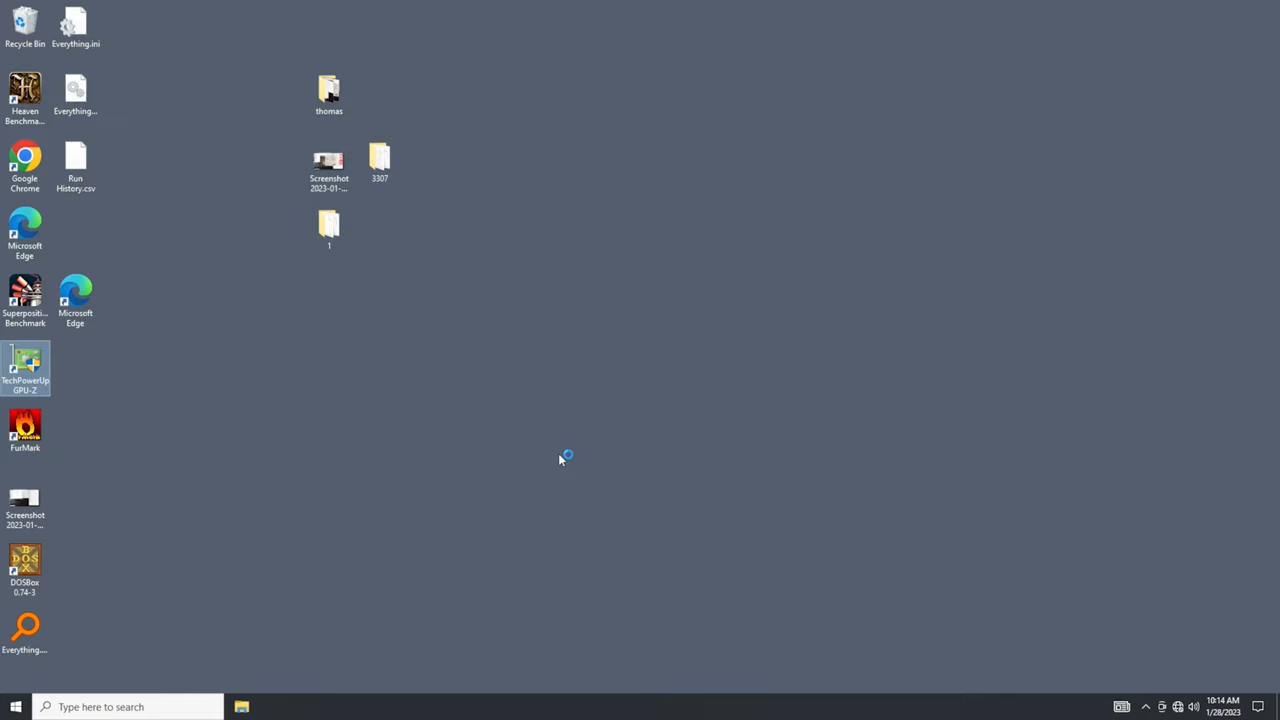 Recycle Bin
Everything.ini
Heaven
Benchma...
Everything...
thomas
Google
Chrome
Run
History.csv
Screenshot
2023-01-...
3307
Microsoft
Edge
1
Superpositi...
Benchmark
Microsoft
Edge
TechPowerUp
GPU-Z
FurMark
Screenshot
2023-01-...
DOSBox
0.74-3
Everything....
Type here to search
10:14 AM
1/28/2023